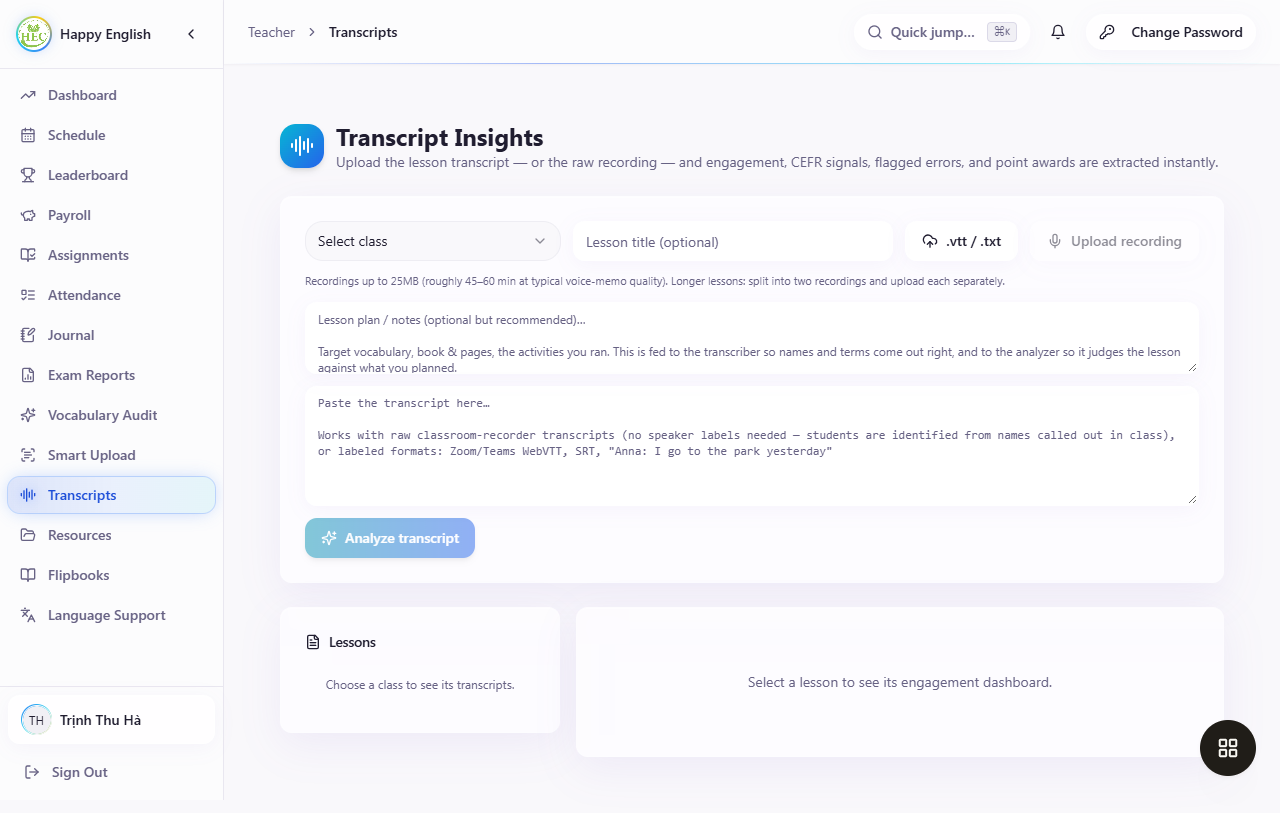 HEC
Happy English
Teacher
Transcripts
Quick jump...
⌘K
Change Password
Dashboard
Schedule
Leaderboard
Payroll
Assignments
Attendance
Journal
Exam Reports
Vocabulary Audit
Smart Upload
Transcripts
Resources
Flipbooks
Language Support
TH
Trịnh Thu Hà
Sign Out
Transcript Insights
Upload the lesson transcript — or the raw recording — and engagement, CEFR signals, flagged errors, and point awards are extracted instantly.
Select class
Lesson title (optional)
.vtt / .txt
Upload recording
Recordings up to 25MB (roughly 45–60 min at typical voice-memo quality). Longer lessons: split into two recordings and upload each separately.
Lesson plan / notes (optional but recommended)...
Target vocabulary, book & pages, the activities you ran. This is fed to the transcriber so names and terms come out right, and to the analyzer so it judges the lesson
against what you planned.
Paste the transcript here…
Works with raw classroom-recorder transcripts (no speaker labels needed — students are identified from names called out in class),
or labeled formats: Zoom/Teams WebVTT, SRT, "Anna: I go to the park yesterday"
Analyze transcript
Lessons
Choose a class to see its transcripts.
Select a lesson to see its engagement dashboard.